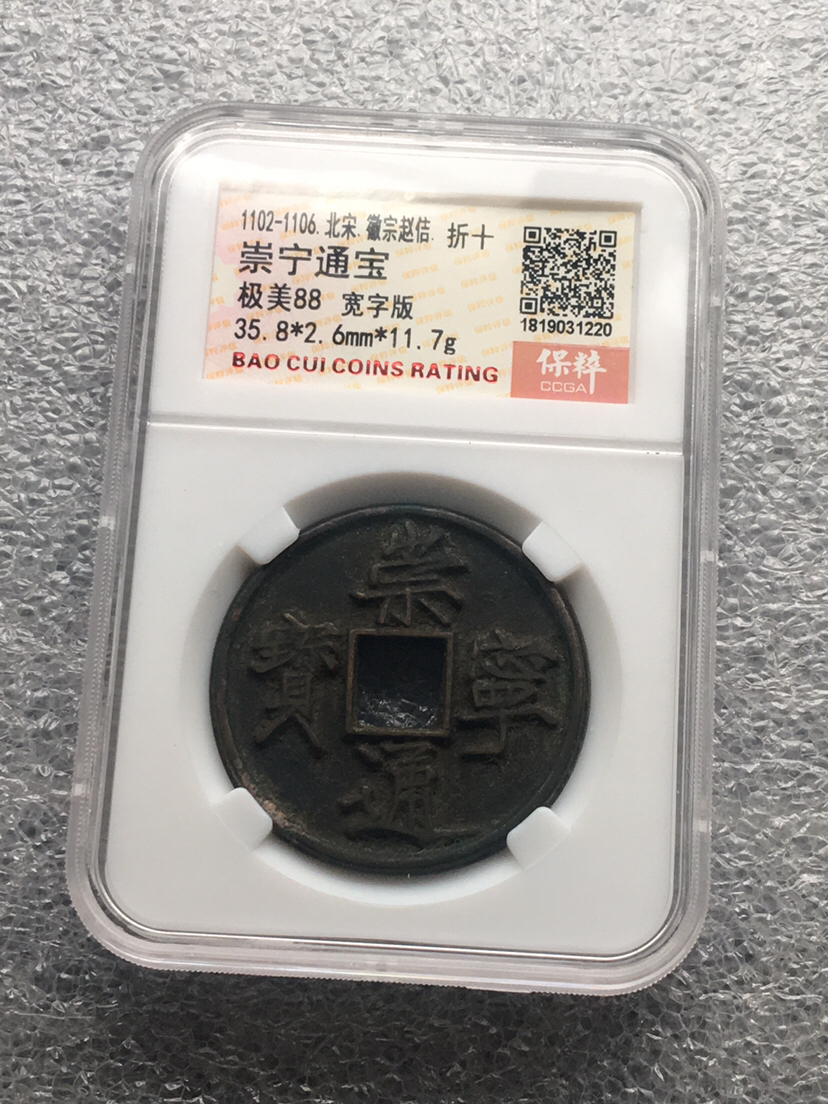 1102-1106.北宋.徽宗赵佶. 折十
崇宁通宝
极美88 宽字版
35.8*2.6mm*11.7g
BAO CUI COINS RATING
1819031220
保粹
CCGA
崇
寧
通
寶